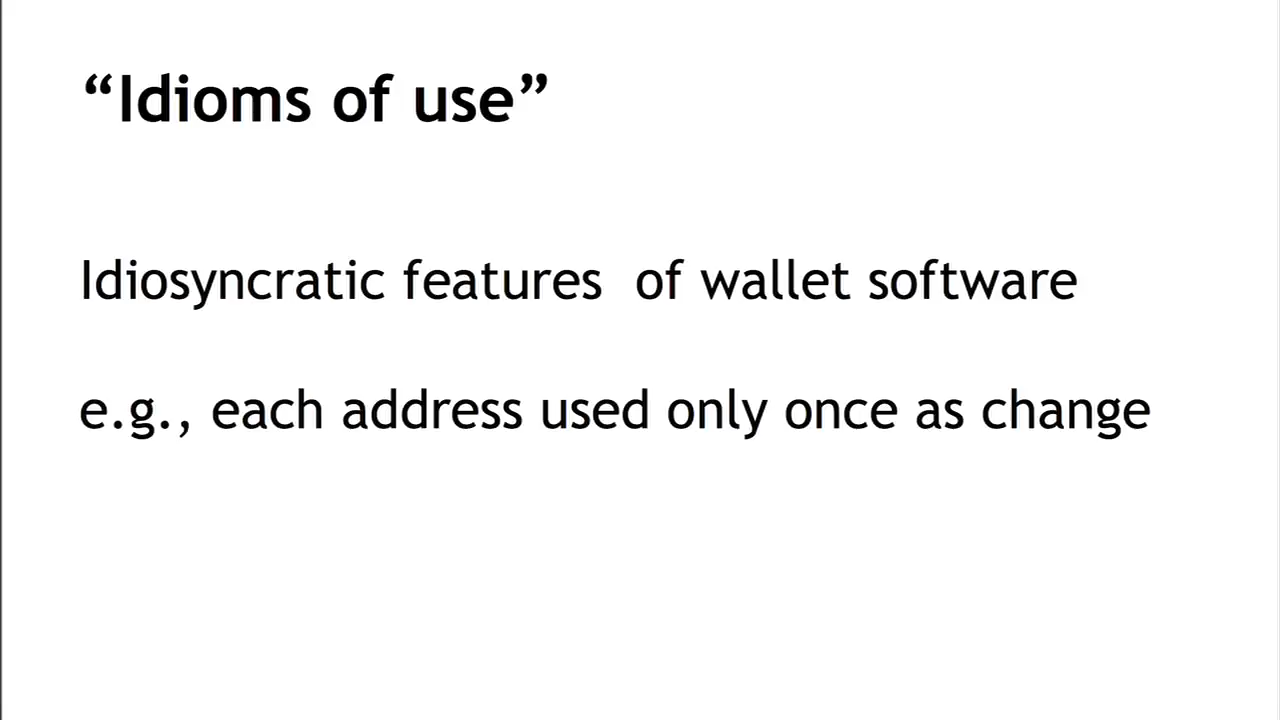 “Idioms of use”
Idiosyncratic features  of wallet software
e.g., each address used only once as change